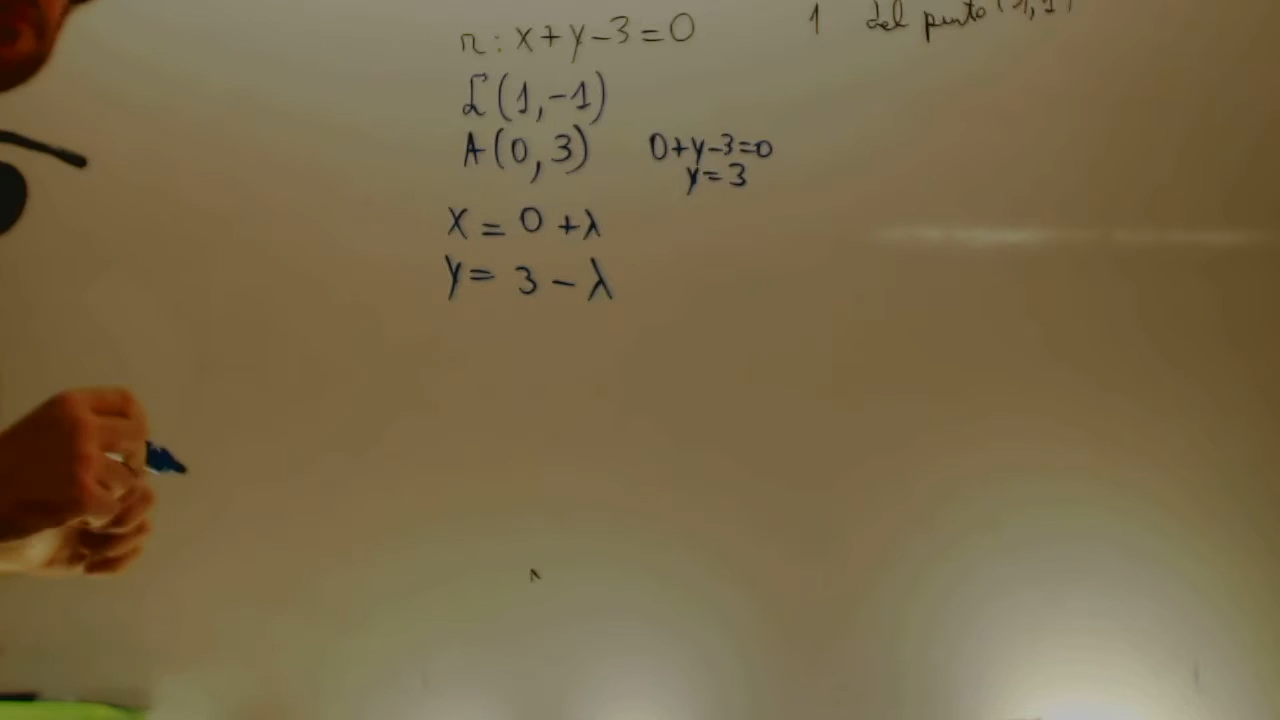 r: x+y-3=0 1 del punto
(1,-1)
A(0,3) 0+y-3=0
y=3
x = 0 +λ
y= 3 - λ